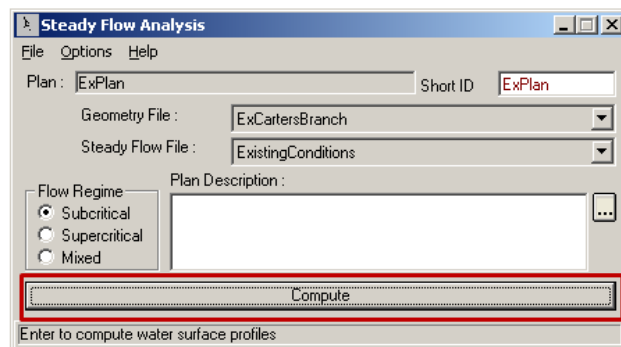 Steady Flow Analysis
File Options Help
Plan : ExPlan Short ID ExPlan
Geometry File : ExCartersBranch
Steady Flow File : ExistingConditions
Flow Regime Plan Description :
Subcritical
Supercritical
Mixed
...
Compute
Enter to compute water surface profiles